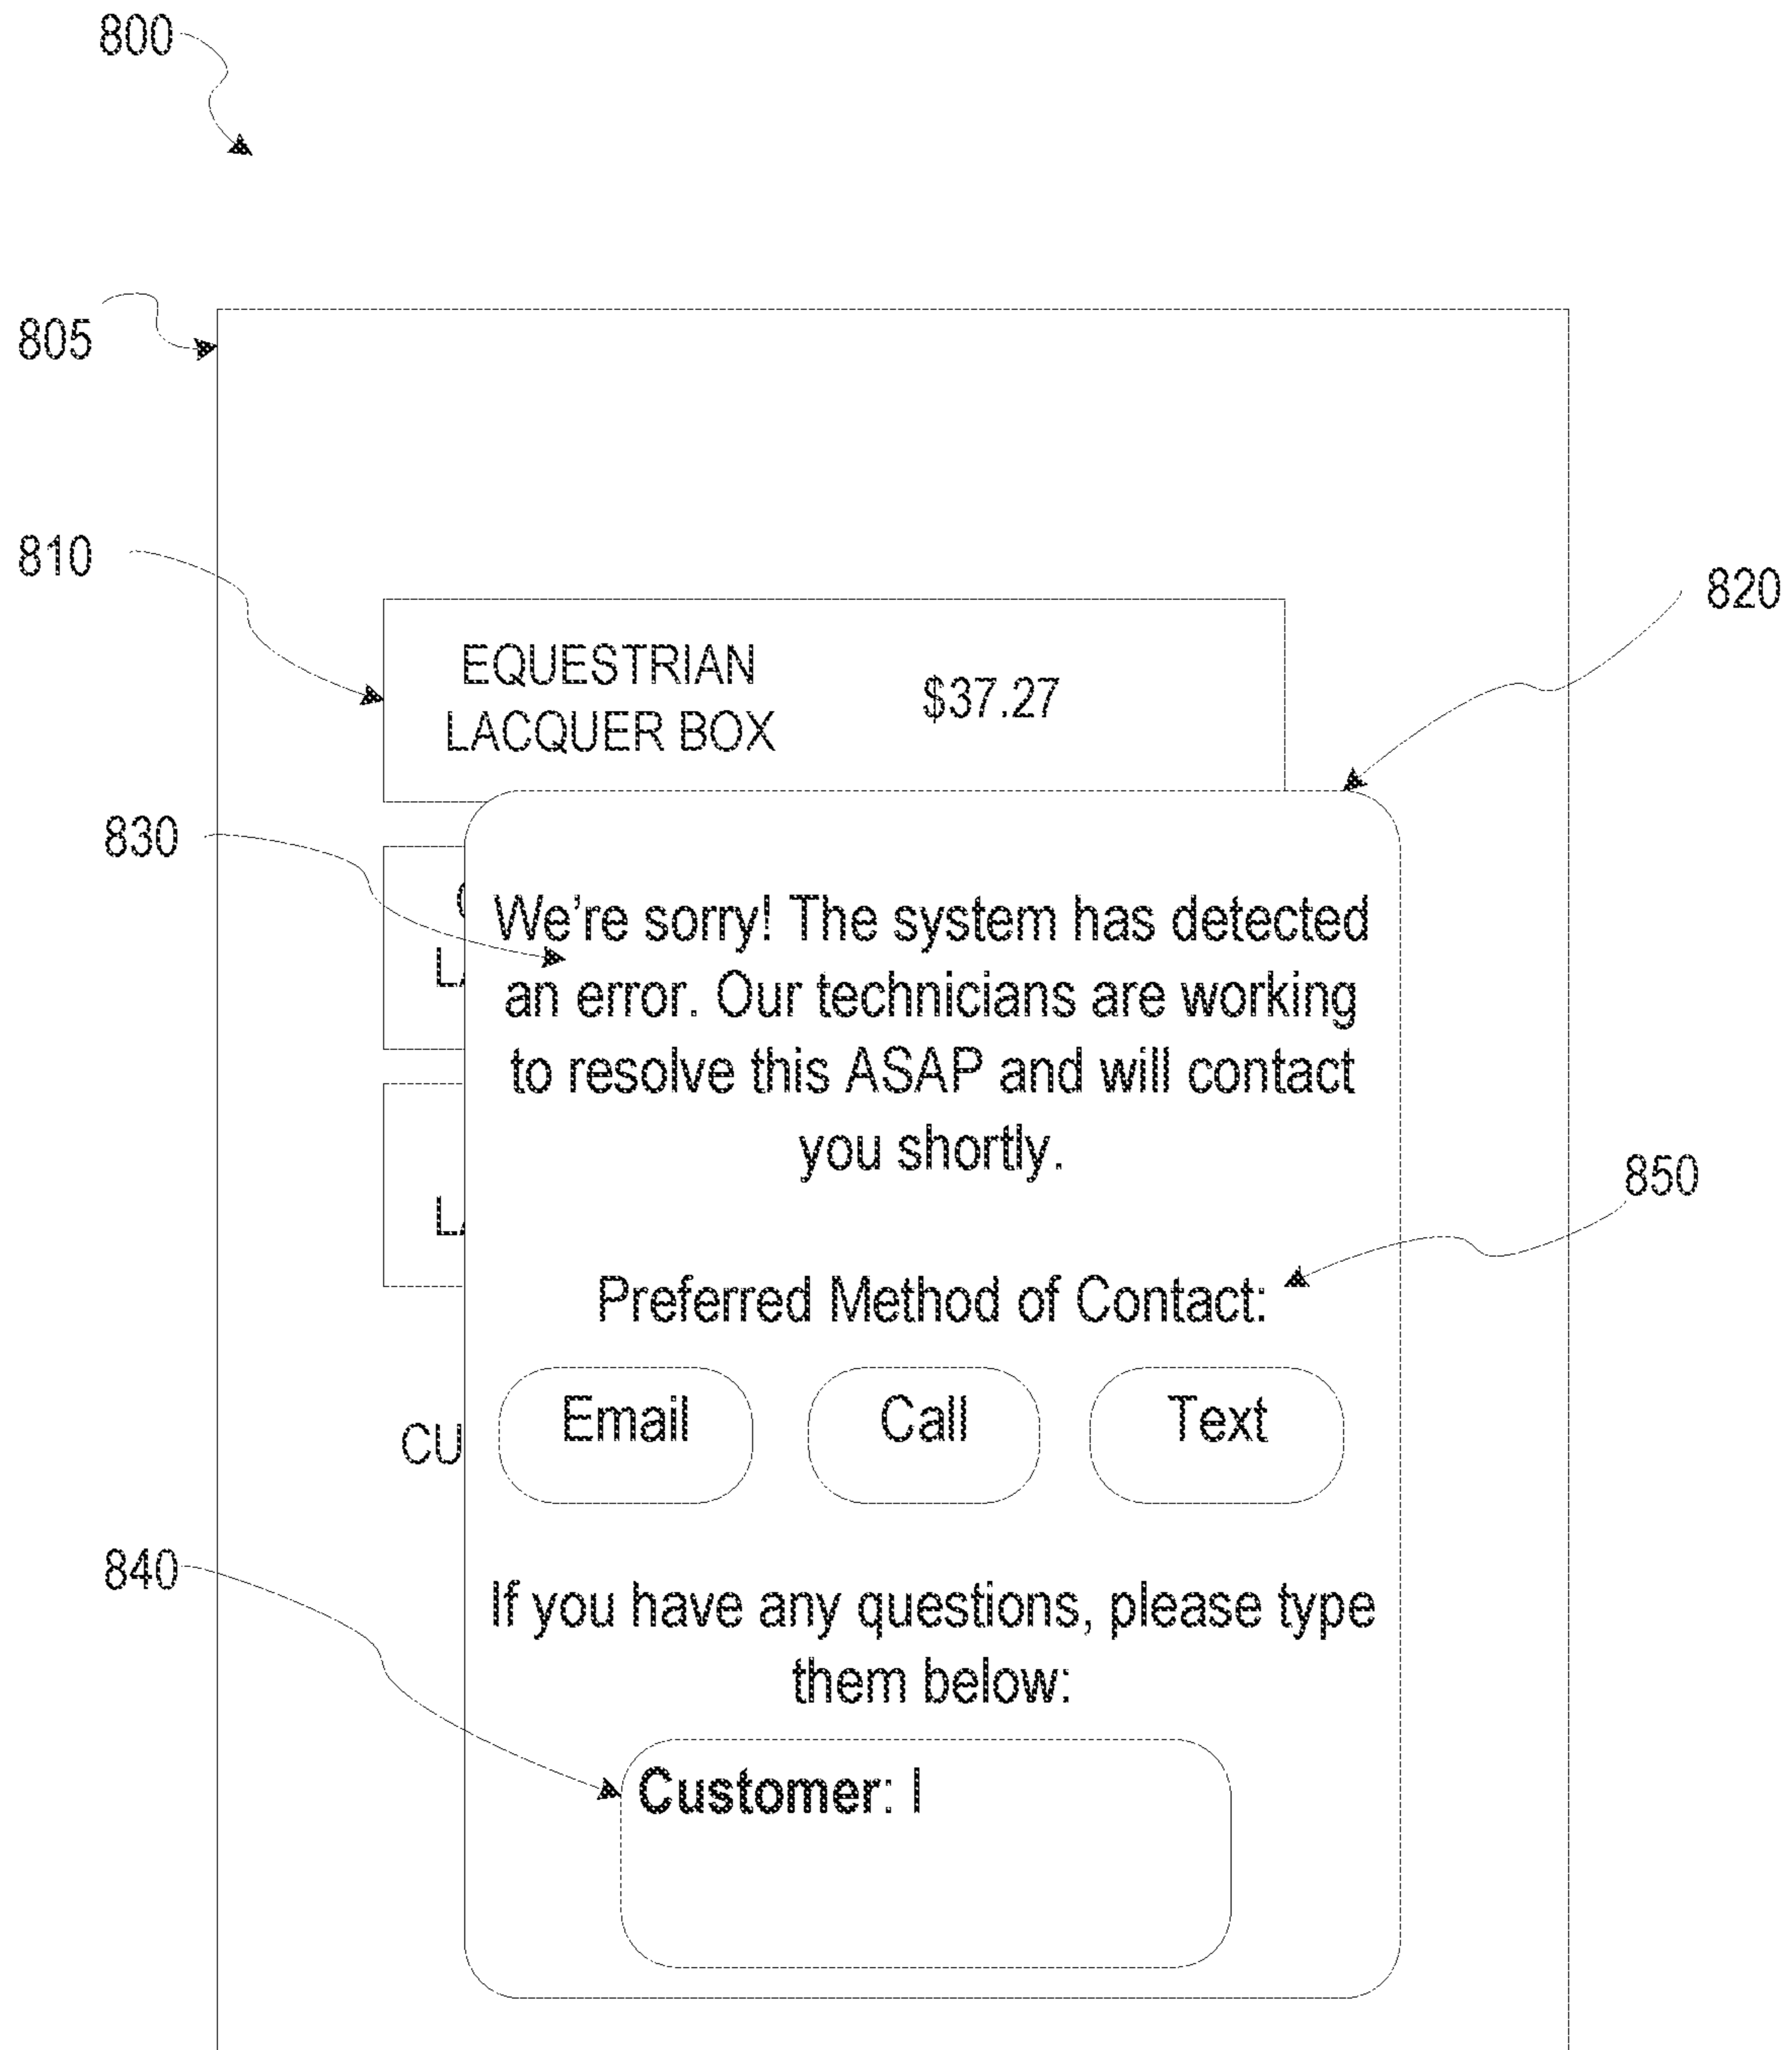 800
805
810
EQUESTRIAN
LACQUER BOX
$37.27
820
830
We're sorry! The system has detected
an error. Our technicians are working
to resolve this ASAP and will contact
you shortly.
850
Preferred Method of Contact:
Email
Call
Text
CU
840
If you have any questions, please type
them below:
Customer: I